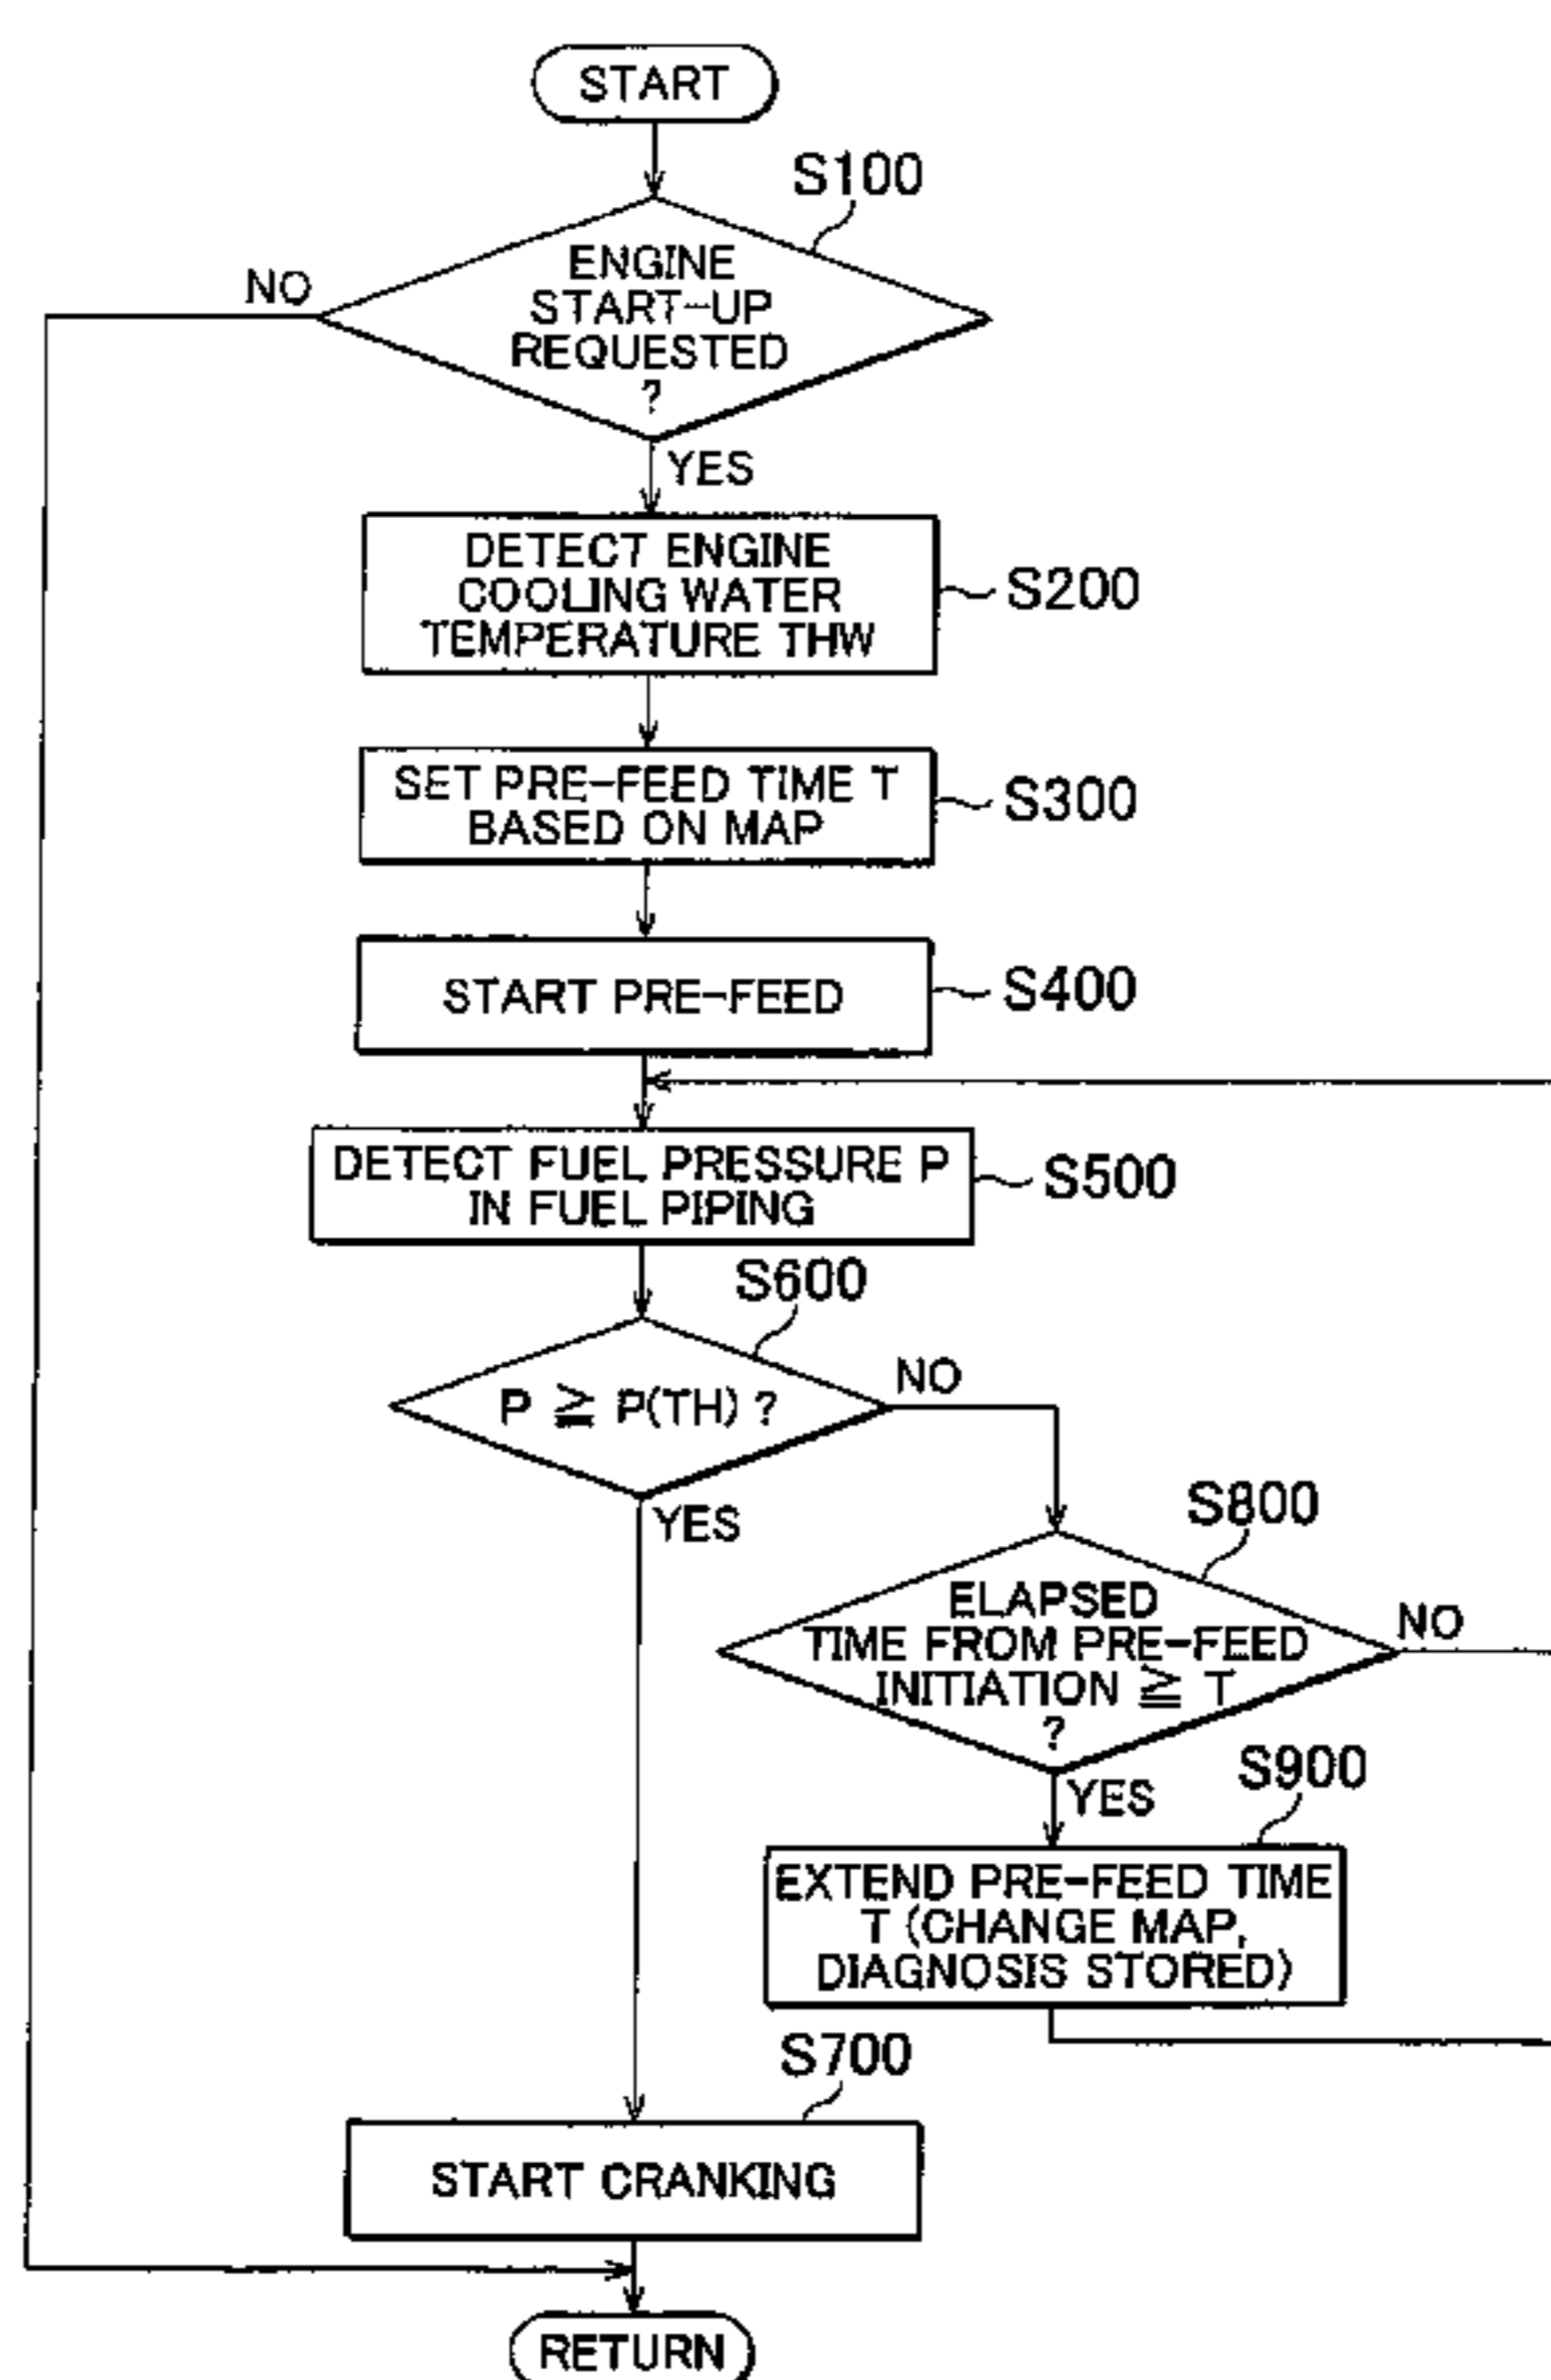 START
S100
ENGINE
START-UP
REQUESTED
?
NO
YES
DETECT ENGINE
COOLING WATER
TEMPERATURE THW
S200
SET PRE-FEED TIME T
BASED ON MAP
S300
START PRE-FEED
S400
DETECT FUEL PRESSURE P
IN FUEL PIPING
S500
S600
P ≧ P(TH) ?
NO
YES
S800
ELAPSED
TIME FROM PRE-FEED
INITIATION ≧ T
?
NO
YES
S900
EXTEND PRE-FEED TIME
T (CHANGE MAP,
DIAGNOSIS STORED)
S700
START CRANKING
RETURN